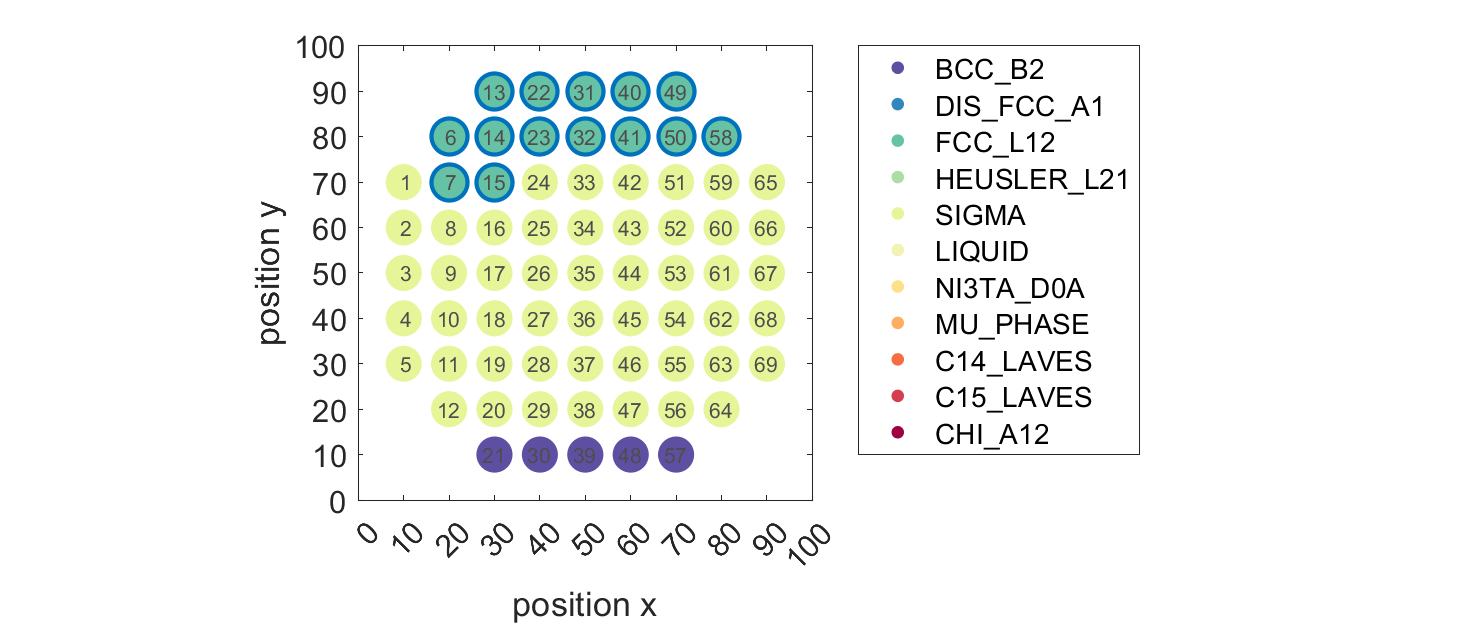 100
90
80
70
60
50
40
30
20
10
0
position y
13 22 31 40 49
6 14 23 32 41 50 58
1 7 15 24 33 42 51 59 65
2 8 16 25 34 43 52 60 66
3 9 17 26 35 44 53 61 67
4 10 18 27 36 45 54 62 68
5 11 19 28 37 46 55 63 69
12 20 29 38 47 56 64
21 30 39 48 57
0 10 20 30 40 50 60 70 80 90 100
position x
BCC_B2
DIS_FCC_A1
FCC_L12
HEUSLER_L21
SIGMA
LIQUID
NI3TA_D0A
MU_PHASE
C14_LAVES
C15_LAVES
CHI_A12